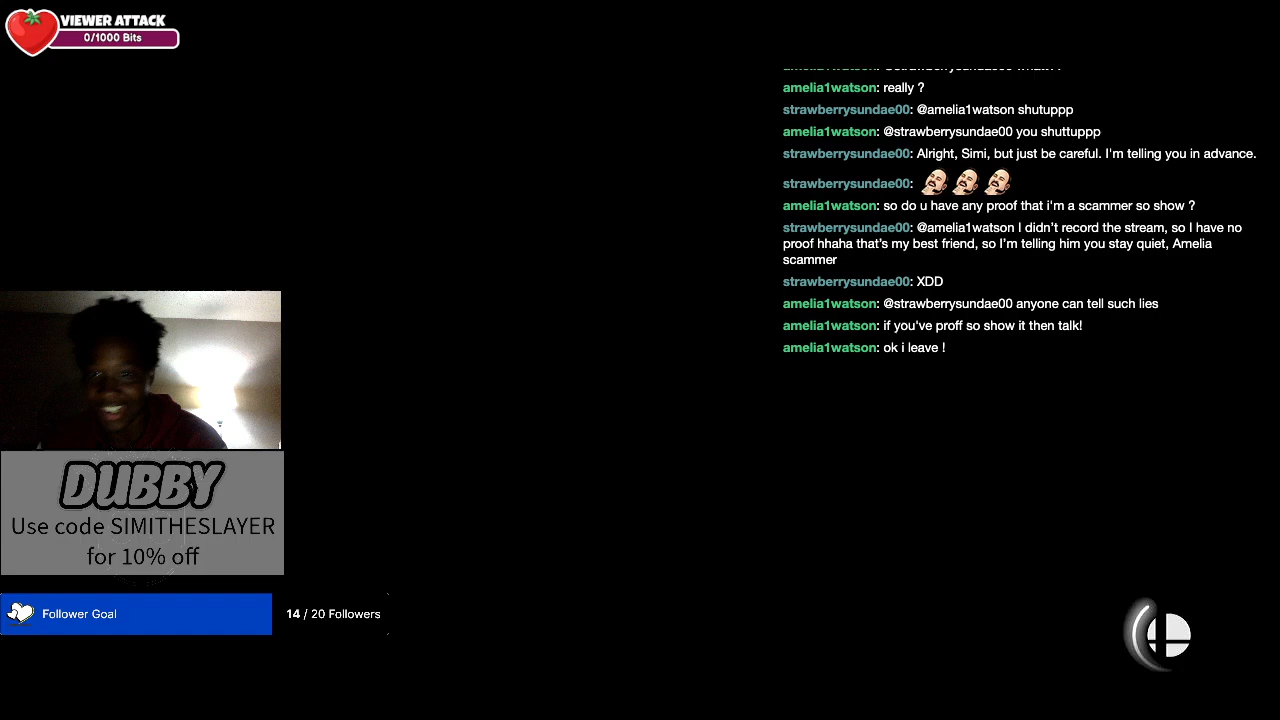 VIEWER ATTACK
0/1000 Bits
amelia1watson: really ?
strawberrysundae00: @amelia1watson shutuppp
amelia1watson: @strawberrysundae00 you shuttuppp
strawberrysundae00: Alright, Simi, but just be careful. I'm telling you in advance.
strawberrysundae00:
amelia1watson: so do u have any proof that i'm a scammer so show ?
strawberrysundae00: @amelia1watson I didn't record the stream, so I have no
proof hhaha that's my best friend, so I'm telling him you stay quiet, Amelia
scammer
strawberrysundae00: XDD
amelia1watson: @strawberrysundae00 anyone can tell such lies
amelia1watson: if you've proff so show it then talk!
amelia1watson: ok i leave !
DUBBY
Use code SIMITHESLAYER
for 10% off
Follower Goal
14 / 20 Followers